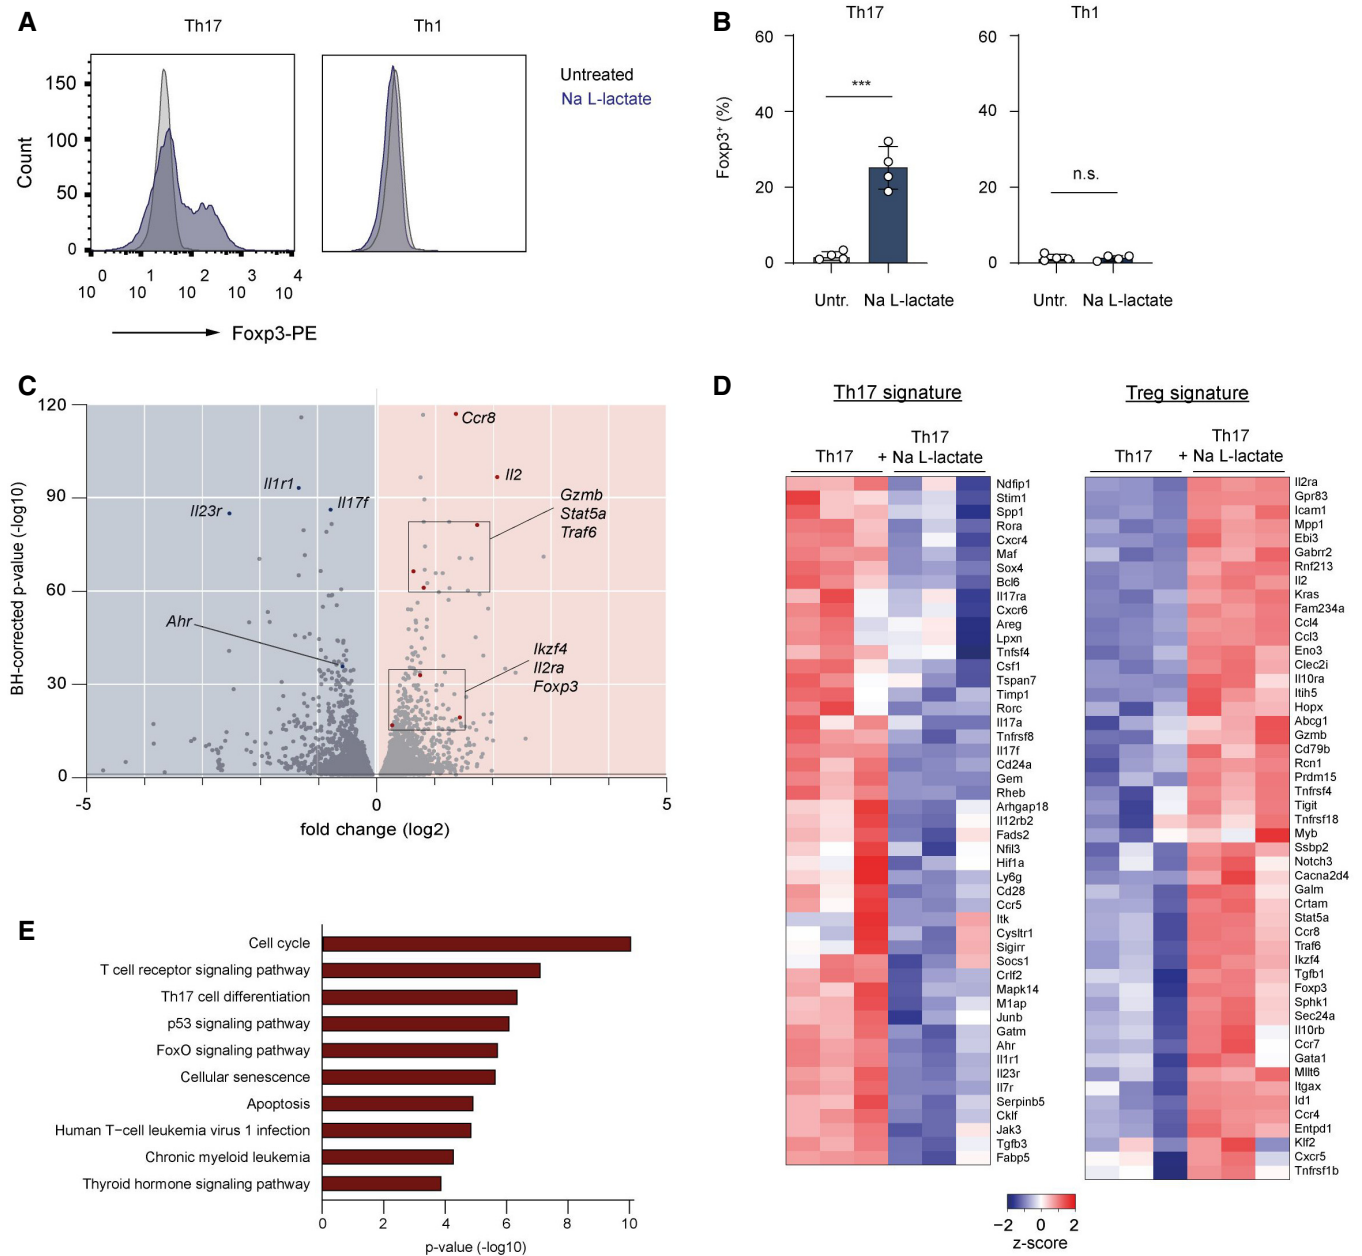 A
Th17
Th1
150
100
50
0
Count
0
1
2
3
4
10
10
10
10
10
Foxp3-PE
Untreated
Na L-lactate
B
Th17
Th1
Foxp3+ (%)
60
40
20
0
***
Untr.
Na L-lactate
60
40
20
0
n.s.
Untr.
Na L-lactate
C
BH-corrected p-value (-log10)
120
90
60
30
0
-5
0
5
fold change (log2)
Ccr8
Il2
Il1r1
Il23r
Il17f
Gzmb
Stat5a
Traf6
Ahr
Ikzf4
Il2ra
Foxp3
D
Th17 signature
Th17
Th17
+ Na L-lactate
Ndfip1
Stim1
Spp1
Rora
Cxcr4
Maf
Sox4
Bcl6
Il17ra
Cxcr6
Areg
Lpxn
Tnfsf4
Csf1
Tspan7
Timp1
Rorc
Il17a
Tnfrsf8
Il17f
Cd24a
Gem
Rheb
Arhgap18
Il12rb2
Fads2
Nfil3
Hif1a
Ly6g
Cd28
Ccr5
Itk
Cysltr1
Sigirr
Socs1
Crlf2
Mapk14
M1ap
Junb
Gatm
Ahr
Il1r1
Il23r
Il7r
Serpinb5
Cklf
Jak3
Tgfb3
Fabp5
Treg signature
Th17
Th17
+ Na L-lactate
Il2ra
Gpr83
Icam1
Mpp1
Ebi3
Gabrr2
Rnf213
Il2
Kras
Fam234a
Ccl4
Ccl3
Eno3
Clec2i
Il10ra
Itih5
Hopx
Abcg1
Gzmb
Cd79b
Rcn1
Prdm15
Tnfrsf4
Tigit
Tnfrsf18
Myb
Ssbp2
Notch3
Cacna2d4
Galm
Crtam
Stat5a
Ccr8
Traf6
Ikzf4
Tgfb1
Foxp3
Sphk1
Sec24a
Il10rb
Ccr7
Gata1
Mllt6
Itgax
Id1
Ccr4
Entpd1
Klf2
Cxcr5
Tnfrsf1b
−2 0 2
z-score
E
Cell cycle
T cell receptor signaling pathway
Th17 cell differentiation
p53 signaling pathway
FoxO signaling pathway
Cellular senescence
Apoptosis
Human T−cell leukemia virus 1 infection
Chronic myeloid leukemia
Thyroid hormone signaling pathway
0 2 4 6 8 10
p-value (-log10)